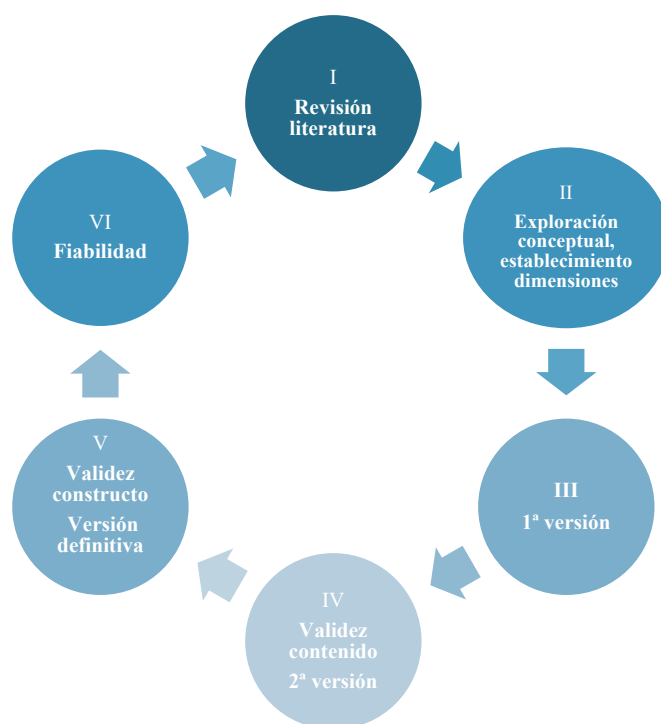 I
Revisión
literatura
II
Exploración
conceptual,
establecimiento
dimensiones
III
1ª versión
IV
Validez
contenido
2ª versión
V
Validez
constructo
Versión
definitiva
VI
Fiabilidad